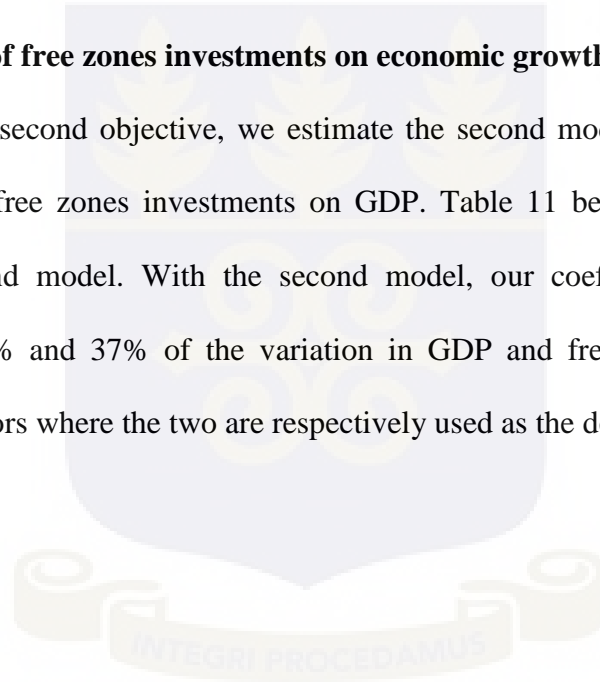 of free zones investments on economic growth
second objective, we estimate the second mo
free zones investments on GDP. Table 11 be
nd model. With the second model, our coef
% and 37% of the variation in GDP and fre
ors where the two are respectively used as the d
INTEGRI PROCEDAMUS